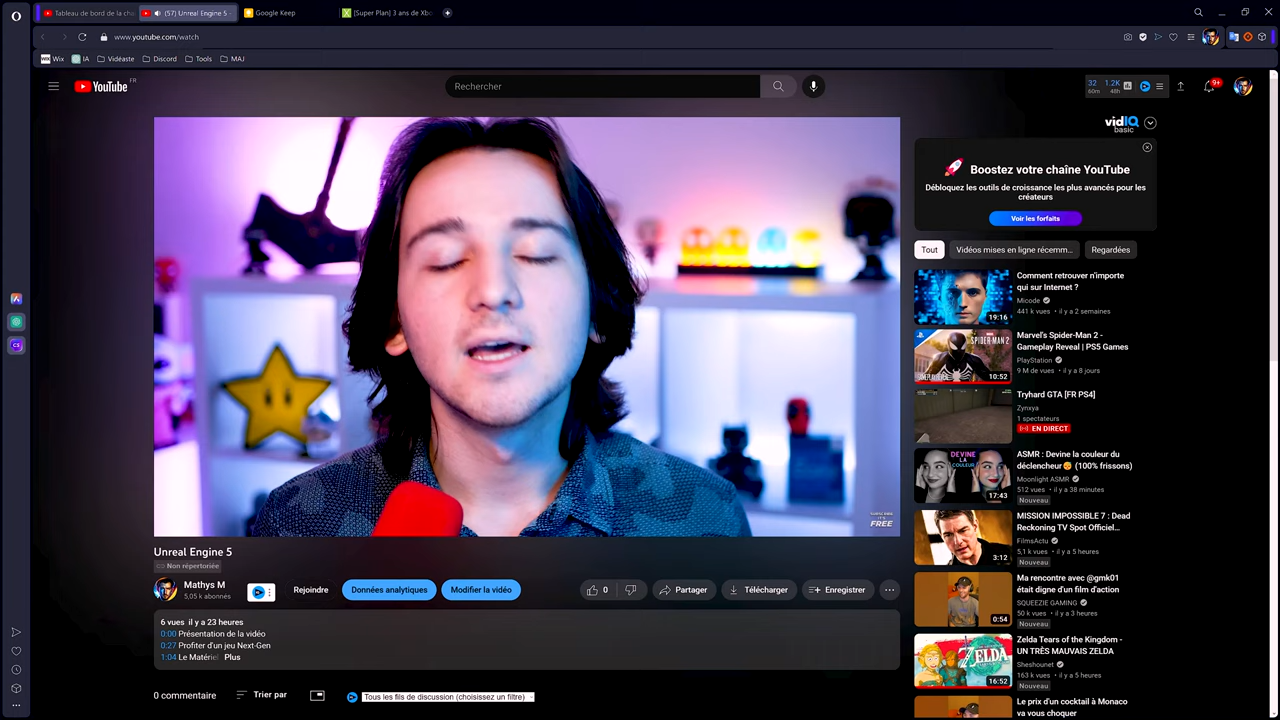 Tableau de bord de la cha
(57) Unreal Engine 5 -
Google Keep
[Super Plan] 3 ans de Xbo
www.youtube.com/watch
Wix
IA
Vidéaste
Discord
Tools
MAJ
YouTube FR
Rechercher
32
60m
1.2K
48h
9+
vidIQ
basic
Boostez votre chaîne YouTube
Débloquez les outils de croissance les plus avancés pour les
créateurs
Voir les forfaits
Tout
Vidéos mises en ligne récemm...
Regardées
Comment retrouver n'importe
qui sur Internet ?
Micode
441 k vues • il y a 2 semaines
19:16
Marvel's Spider-Man 2 -
Gameplay Reveal | PS5 Games
PlayStation
9 M de vues • il y a 8 jours
10:52
Tryhard GTA [FR PS4]
Zynxya
1 spectateurs
EN DIRECT
ASMR : Devine la couleur du
déclencheur (100% frissons)
Moonlight ASMR
512 vues • il y a 38 minutes
Nouveau
DEVINE
LA
COULEUR
17:43
MISSION IMPOSSIBLE 7 : Dead
Reckoning TV Spot Officiel...
FilmsActu
5,1 k vues • il y a 5 heures
Nouveau
3:12
Ma rencontre avec @gmk01
était digne d'un film d'action
SQUEEZIE GAMING
50 k vues • il y a 3 heures
Nouveau
0:54
Zelda Tears of the Kingdom -
UN TRÈS MAUVAIS ZELDA
Sheshounet
163 k vues • il y a 5 heures
Nouveau
ZELDA
16:52
Le prix d'un cocktail à Monaco
va vous choquer
FREE
Unreal Engine 5
Non répertoriée
Mathys M
5,05 k abonnés
Rejoindre
Données analytiques
Modifier la vidéo
0
Partager
Télécharger
Enregistrer
6 vues il y a 23 heures
0:00 Présentation de la vidéo
0:27 Profiter d'un jeu Next-Gen
1:04 Le Matérie
Plus
0 commentaire
Trier par
Tous les fils de discussion (choisissez un filtre)
CS